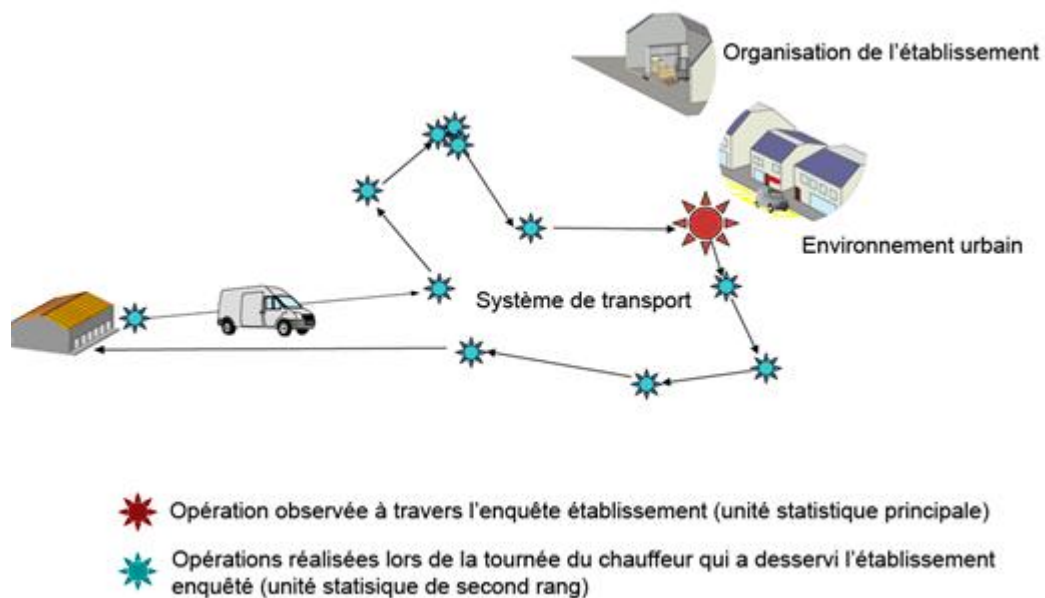 Organisation de l'établissement
Environnement urbain
Système de transport
Opération observée à travers l'enquête établissement (unité statistique principale)
Opérations réalisées lors de la tournée du chauffeur qui a desservi l'établissement
enquêté (unité statisique de second rang)